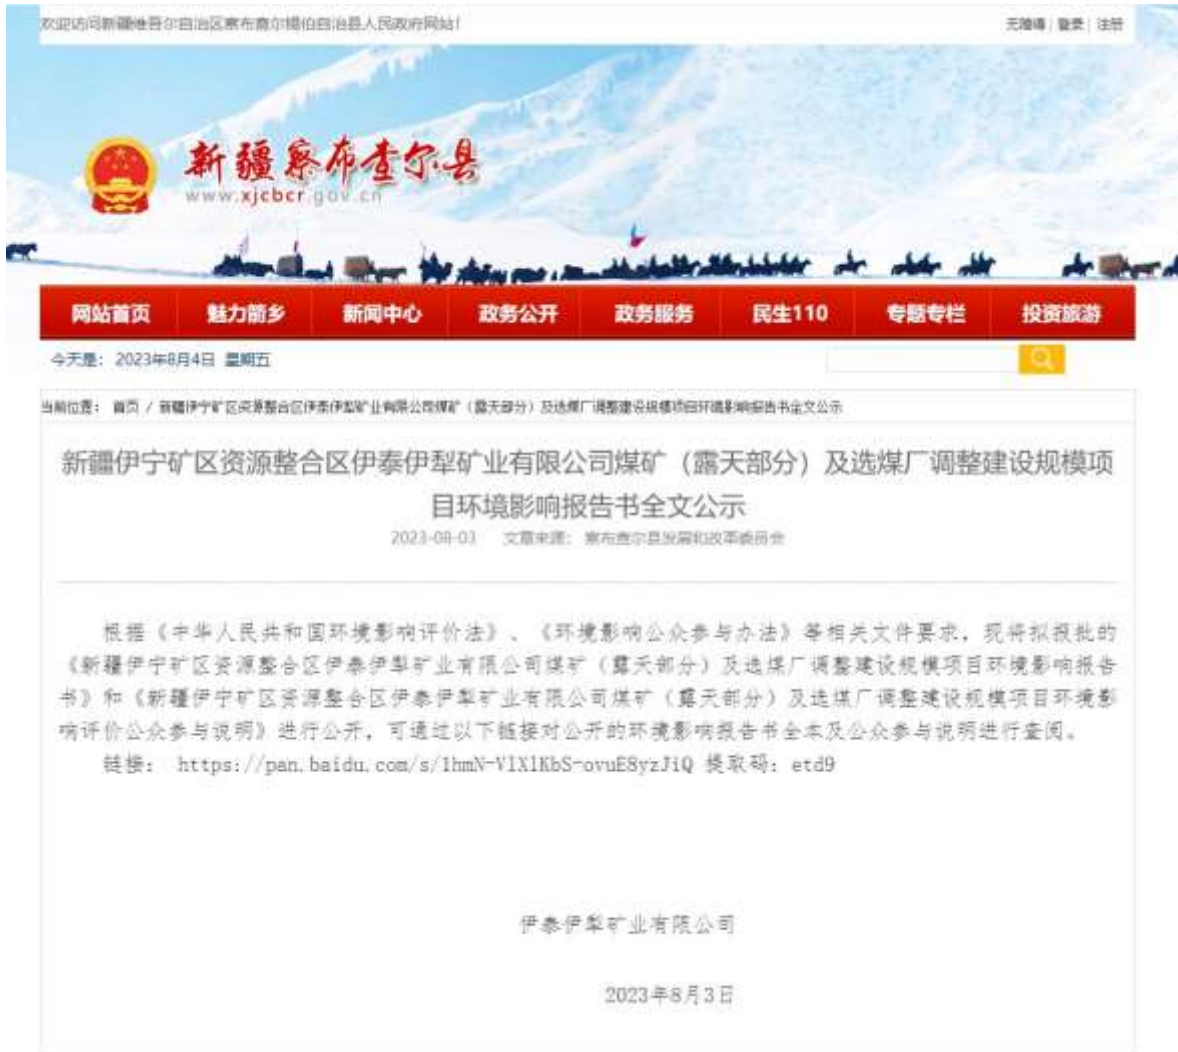 欢迎访问新疆维吾尔自治区察布查尔锡伯自治县人民政府网站!
无障碍 | 登录 | 注册
新疆察布查尔县
www.xjcbcr.gov.cn
网站首页 魅力箭乡 新闻中心 政务公开 政务服务 民生110 专题专栏 投资旅游
今天是: 2023年8月4日 星期五
当前位置: 首页 / 新疆伊宁矿区资源整合区伊泰伊犁矿业有限公司煤矿（露天部分）及选煤厂调整建设规模项目环境影响报告书全文公示
新疆伊宁矿区资源整合区伊泰伊犁矿业有限公司煤矿（露天部分）及选煤厂调整建设规模项
目环境影响报告书全文公示
2023-08-03 文章来源: 察布查尔县发展和改革委员会
根据《中华人民共和国环境影响评价法》、《环境影响公众参与办法》等相关文件要求，现将拟报批的
《新疆伊宁矿区资源整合区伊泰伊犁矿业有限公司煤矿（露天部分）及选煤厂调整建设规模项目环境影响报告
书》和《新疆伊宁矿区资源整合区伊泰伊犁矿业有限公司煤矿（露天部分）及选煤厂调整建设规模项目环境影
响评价公众参与说明》进行公开，可通过以下链接对公开的环境影响报告书全本及公众参与说明进行查阅。
链接: https://pan.baidu.com/s/1hmN-V1X1KbS-ovuE8yzJiQ 提取码: etd9
伊泰伊犁矿业有限公司
2023年8月3日